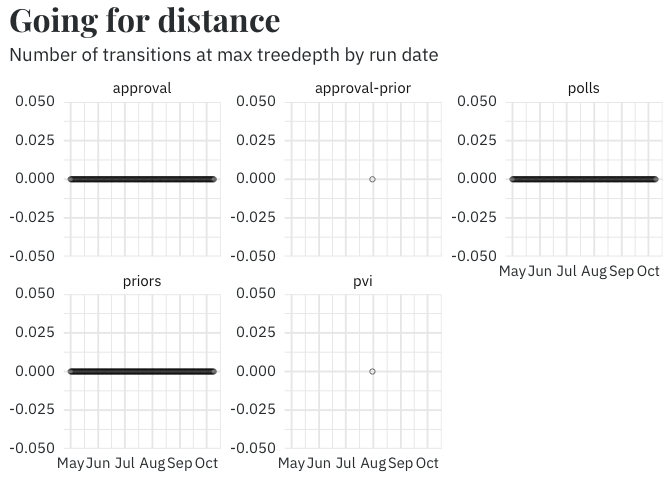 Going for distance
Number of transitions at max treedepth by run date
approval
0.050
0.025
0.000
-0.025
-0.050
approval-prior
0.050
0.025
0.000
-0.025
-0.050
polls
0.050
0.025
0.000
-0.025
-0.050
May Jun Jul Aug Sep Oct
priors
0.050
0.025
0.000
-0.025
-0.050
May Jun Jul Aug Sep Oct
pvi
0.050
0.025
0.000
-0.025
-0.050
May Jun Jul Aug Sep Oct